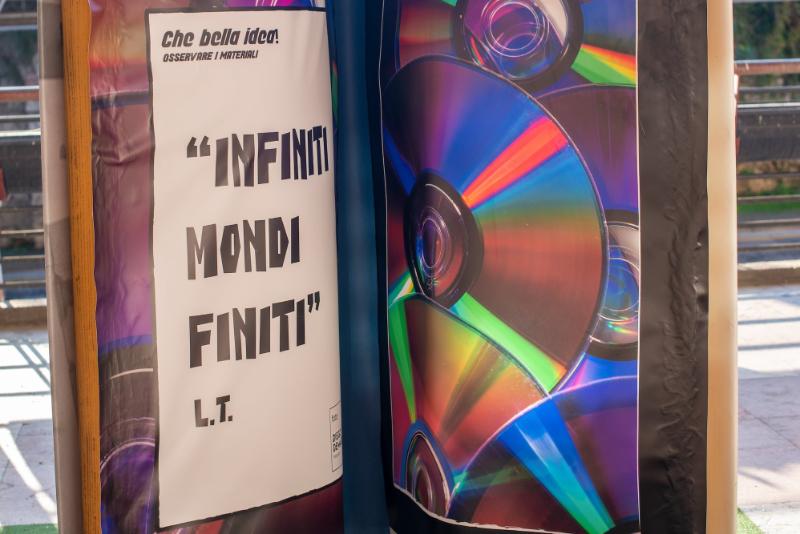 Che bella idea!
OSSERVARE I MATERIALI
“INFINITI
MONDI
FINITI”
L.T.